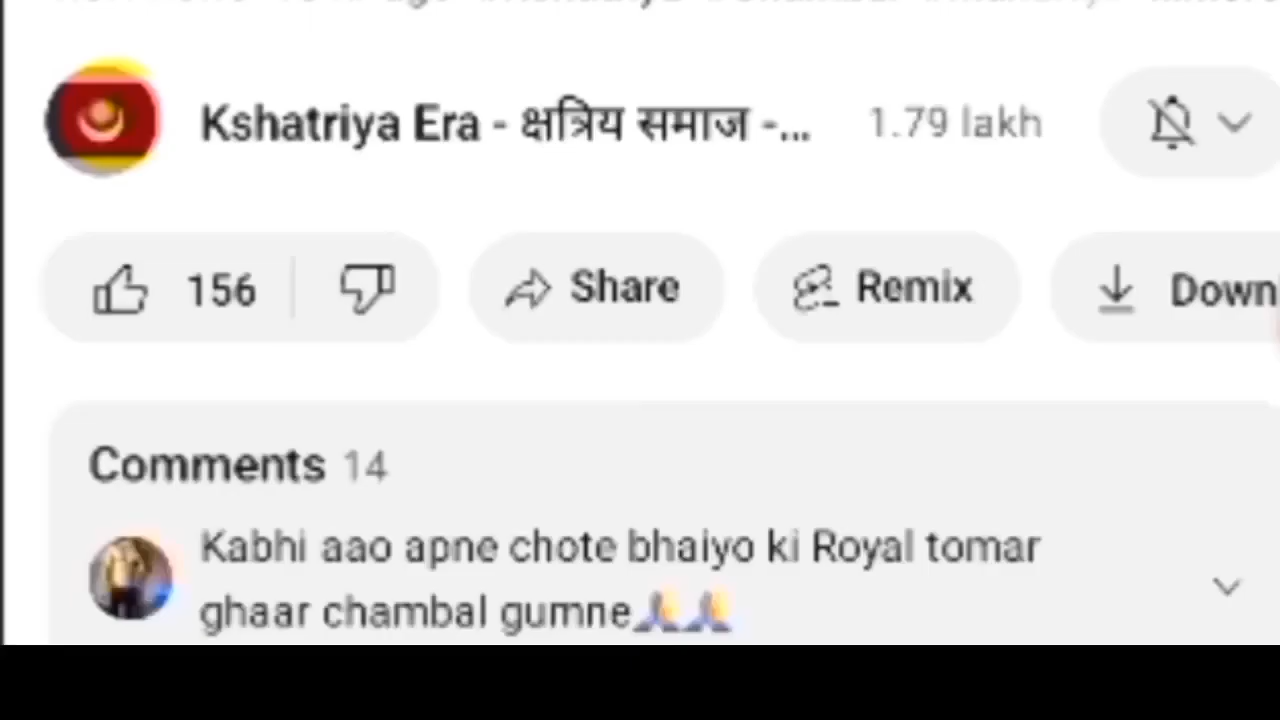 Kshatriya Era - क्षत्रिय समाज -... 1.79 lakh
156 Share Remix Down
Comments 14
Kabhi aao apne chote bhaiyo ki Royal tomar
ghaar chambal gumne🙏🙏